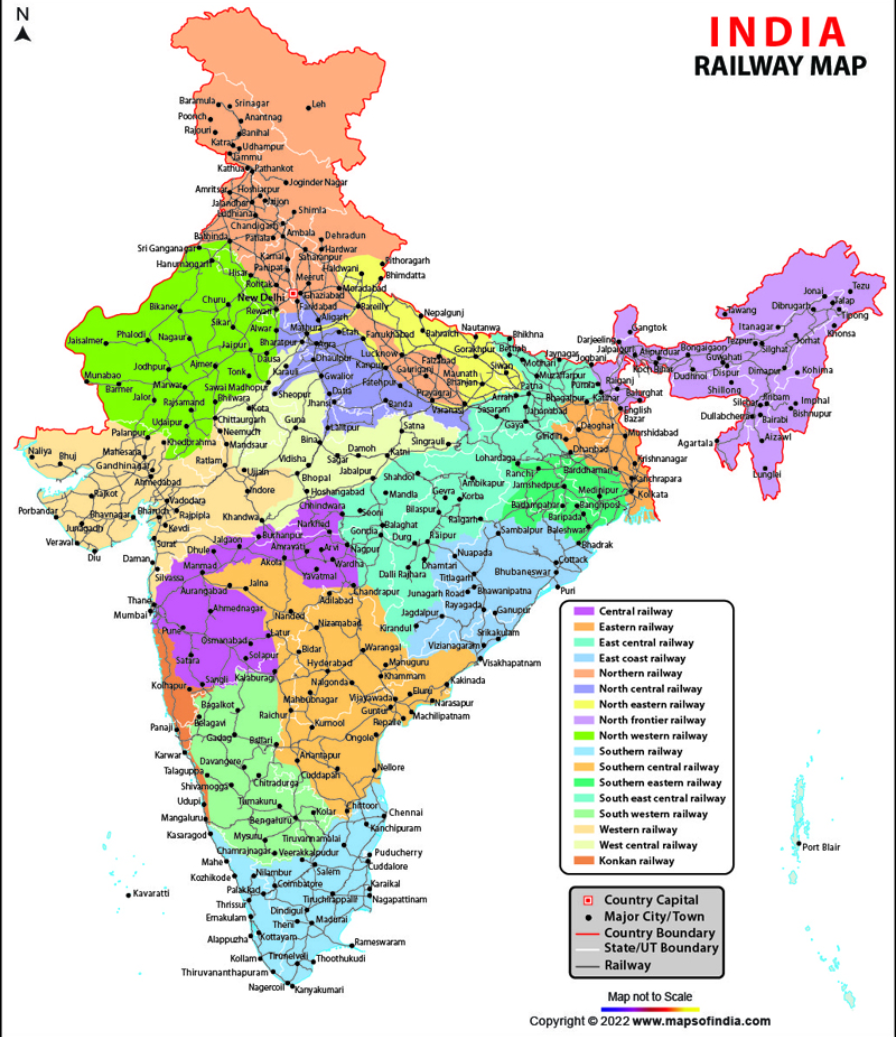 N
INDIA
RAILWAY MAP
Baramula
Srinagar
Leh
Poonch
Anantnag
Rajouri
Banihal
Katra
Udhampur
Jammu
Kathua
Pathankot
Joginder Nagar
Amritsar
Hoshiarpur
Jalandhar
Jaijon
Ludhiana
Shimla
Chandigarh
Bathinda
Patiala
Ambala
Dehradun
Sri Ganganagar
Hardwar
Hanumangarh
Karnal
Saharanpur
Pithoragarh
Hisar
Panipat
Haldwani
Bhimdatta
Rohtak
Meerut
Moradabad
New Delhi
Ghaziabad
Churu
Faridabad
Bareilly
Bikaner
Rewari
Aligarh
Nepalgunj
Sikar
Alwar
Mathura
Etah
Farrukhabad
Bahraich
Nautanwa
Bhikhna
Phalodi
Nagaur
Jaipur
Bharatpur
Agra
Gorakhpur
Bettiah
Jaisalmer
Dausa
Dhaulpur
Lucknow
Faizabad
Motihari
Jaynagar
Jogbani
Jodhpur
Ajmer
Tonk
Karauli
Kanpur
Gauriganj
Maunath
Bhanjan
Siwan
Muzaffarpur
Munabao
Barmer
Marwar
Sawai Madhopur
Gwalior
Fatehpur
Patna
Purnia
Jalor
Rajsamand
Bhilwara
Sheopur
Datia
Prayagraj
Arrah
Bhagalpur
Katihar
Kota
Jhansi
Banda
Varanasi
Sasaram
Jahanabad
Udaipur
Chittaurgarh
Guna
Lalitpur
Gaya
Palanpur
Neemuch
Satna
Giridih
Deoghar
Khedbrahma
Mandsaur
Bina
Singrauli
Naliya
Mahesana
Damoh
Dhanbad
Bhuj
Gandhinagar
Ratlam
Vidisha
Sagar
Katni
Lohardaga
Ahmedabad
Ujjain
Jabalpur
Ranchi
Barddhamari
Bhopal
Shahdol
Ambikapur
Jamshedpur
Rajkot
Vadodara
Indore
Hoshangabad
Mandla
Gevra
Korba
Medinipur
Porbandar
Bhavnagar
Bharuch
Rajpipla
Chhindwara
Seoni
Bilaspur
Badampahar
Banghposi
Junagadh
Kevdi
Khandwa
Narkhed
Balaghat
Raigarh
Baripada
Veraval
Surat
Burhanpur
Gondia
Durg
Raipur
Sambalpur
Baleshwar
Diu
Jalgaon
Amravati
Arvi
Nagpur
Bhadrak
Daman
Dhule
Akola
Wardha
Dhamtari
Nuapada
Cuttack
Silvassa
Manmad
Yavatmal
Dalli Rajhara
Titlagarh
Bhubaneswar
Aurangabad
Jalna
Chandrapur
Junagarh Road
Bhawanipatna
Puri
Thane
Ahmednagar
Adilabad
Jagdalpur
Rayagada
Ganupur
Mumbai
Nanded
Kirandul
Pune
Latur
Nizamabad
Srikakulam
Osmanabad
Vizianagaram
Satara
Solapur
Bidar
Warangal
Visakhapatnam
Hyderabad
Manuguru
Sangli
Kalaburagi
Khammam
Kolhapur
Nalgonda
Kakinada
Bagalkot
Mahbubnagar
Vijayawada
Eluru
Narasapur
Belagavi
Raichur
Guntur
Machilipatnam
Panaji
Kurnool
Repalle
Gadag
Ballari
Ongole
Karwar
Davangere
Anantapur
Talaguppa
Nellore
Chitradurga
Cuddapah
Shivamogga
Udupi
Tumakuru
Chittoor
Mangaluru
Bengaluru
Kolar
Chennai
Kasaragod
Mysuru
Tiruvannamalai
Kanchipuram
Chamrajnagar
Veerakkalpudur
Puducherry
Mahe
Nilambur
Salem
Cuddalore
Kozhikode
Coimbatore
Karaikal
Kavaratti
Palakkad
Tiruchirappalli
Nagapattinam
Thrissur
Dindigul
Ernakulam
Theni
Madurai
Alappuzha
Kottayam
Rameswaram
Kollam
Tirunelveli
Thoothukudi
Thiruvananthapuram
Nagercoil
Kanyakumari
Gangtok
Darjeeling
Jalpaiguri
Alipurduar
Koch Bihar
Bongaigaon
Raiganj
Balurghat
English
Bazar
Murshidabad
Krishnanagar
Kanchrapara
Kolkata
Tawang
Jonai
Tezu
Dibrugarh
Talap
Tipong
Itanagar
Khonsa
Tezpur
Silghat
Jorhat
Guwahati
Dudhnoi
Dispur
Dimapur
Kohima
Shillong
Silchar
Jiribam
Imphal
Dullabcherra
Bairabi
Bishnupur
Agartala
Aizawl
Lunglei
Port Blair
Central railway
Eastern railway
East central railway
East coast railway
Northern railway
North central railway
North eastern railway
North frontier railway
North western railway
Southern railway
Southern central railway
Southern eastern railway
South east central railway
South western railway
Western railway
West central railway
Konkan railway
Country Capital
Major City/Town
Country Boundary
State/UT Boundary
Railway
Map not to Scale
Copyright © 2022 www.mapsofindia.com